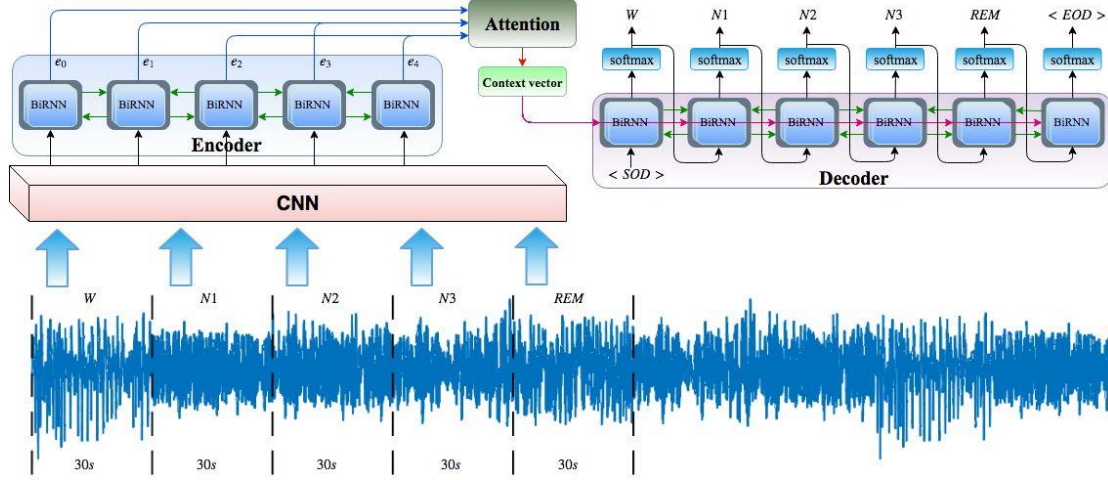 Attention
W N1 N2 N3 REM < EOD >
e0 e1 e2 e3 e4
softmax softmax softmax softmax softmax softmax
Context vector
BiRNN BiRNN BiRNN BiRNN BiRNN
BiRNN BiRNN BiRNN BiRNN BiRNN BiRNN
Encoder
< SOD >
Decoder
CNN
W N1 N2 N3 REM
30s 30s 30s 30s 30s